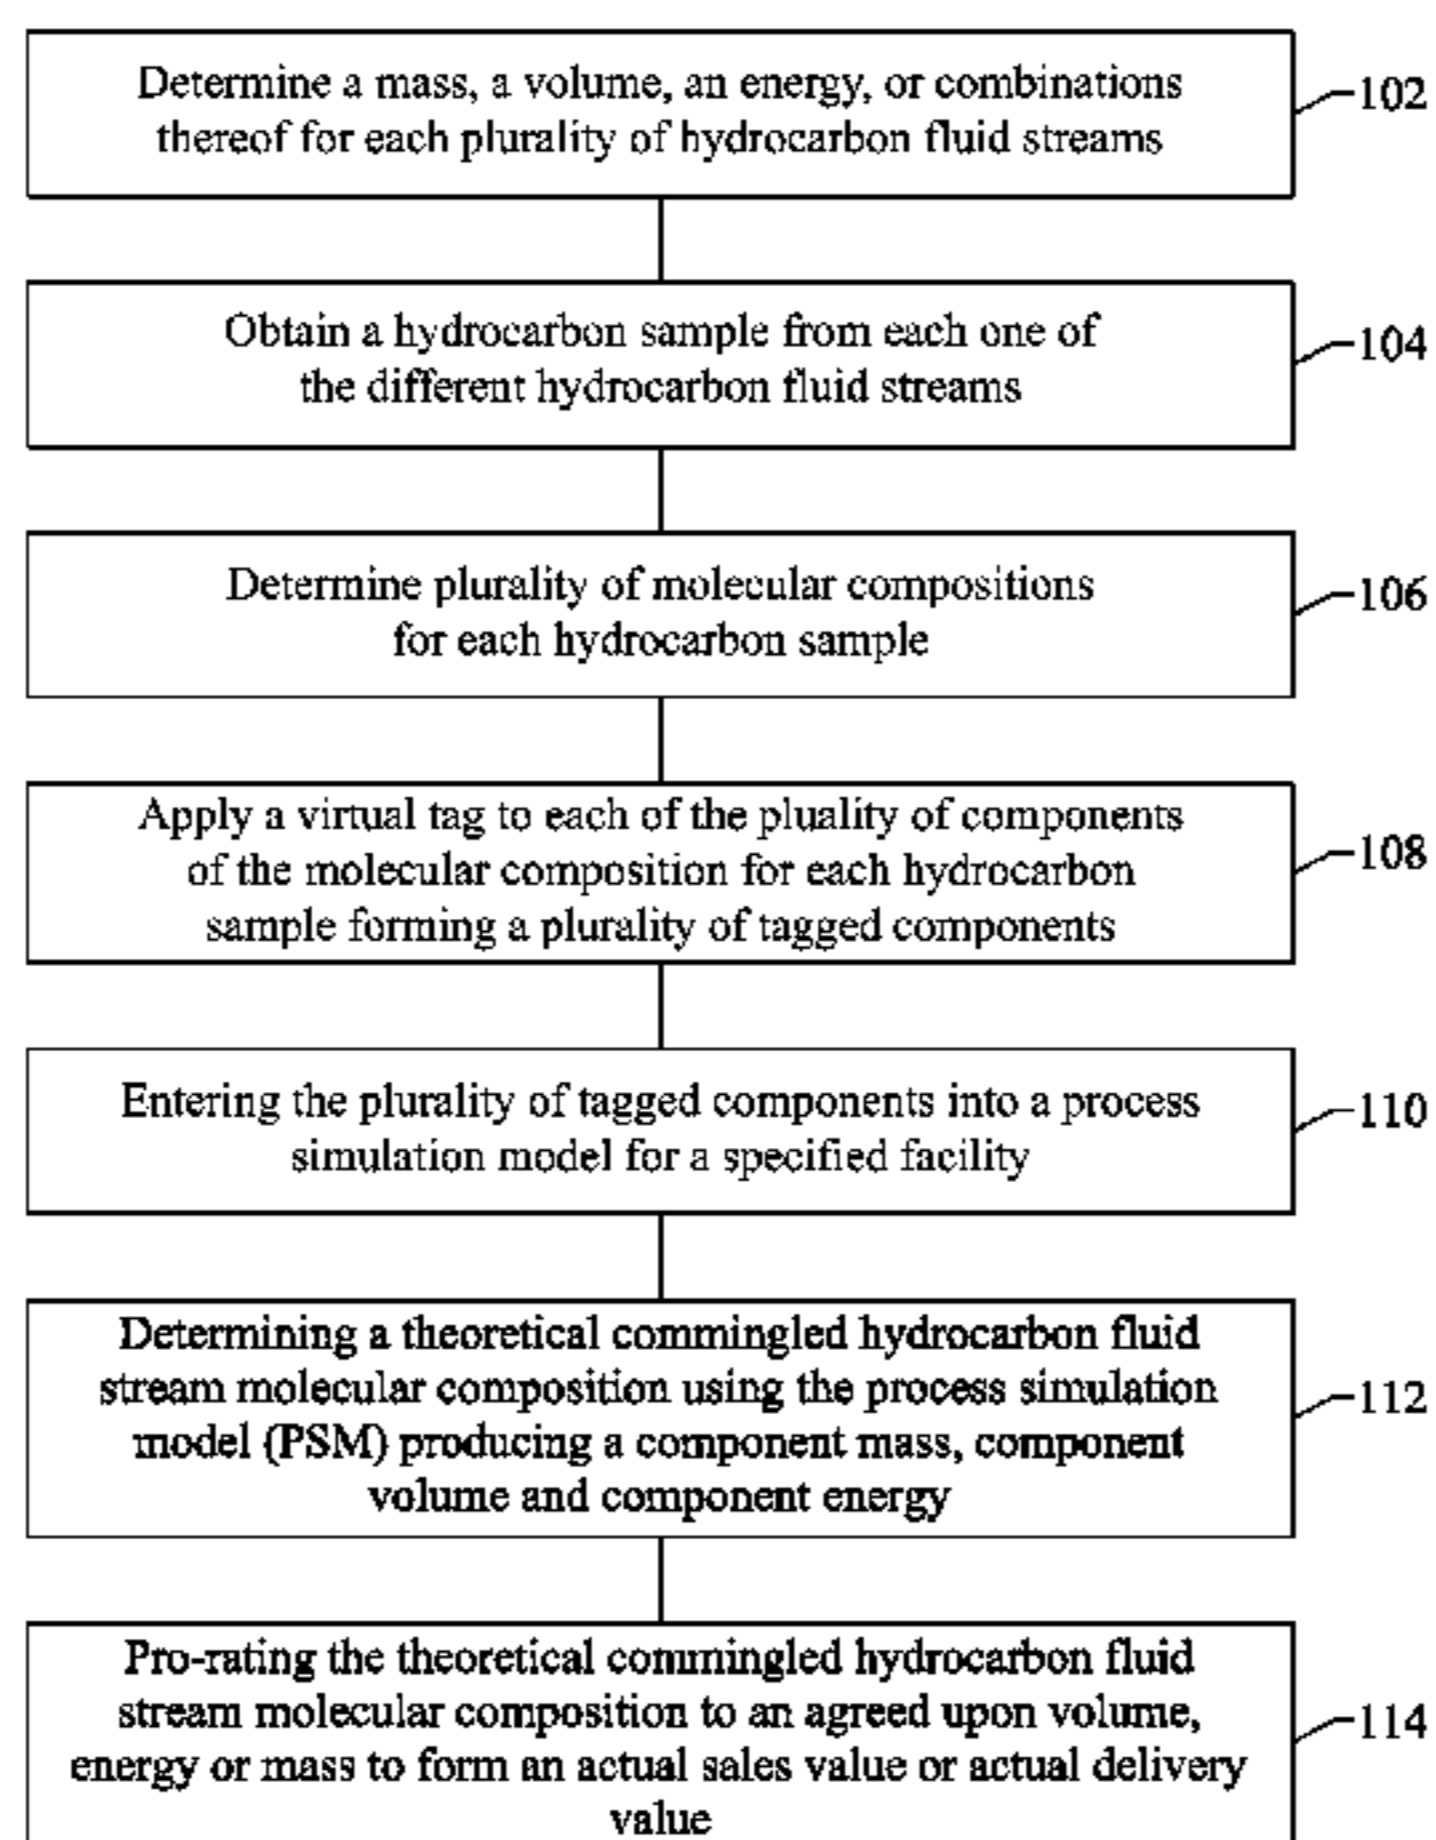 Determine a mass, a volume, an energy, or combinations
thereof for each plurality of hydrocarbon fluid streams
102
Obtain a hydrocarbon sample from each one of
the different hydrocarbon fluid streams
104
Determine plurality of molecular compositions
for each hydrocarbon sample
106
Apply a virtual tag to each of the pluality of components
of the molecular composition for each hydrocarbon
sample forming a plurality of tagged components
108
Entering the plurality of tagged components into a process
simulation model for a specified facility
110
Determining a theoretical commingled hydrocarbon fluid
stream molecular composition using the process simulation
model (PSM) producing a component mass, component
volume and component energy
112
Pro-rating the theoretical commingled hydrocarbon fluid
stream molecular composition to an agreed upon volume,
energy or mass to form an actual sales value or actual delivery
value
114